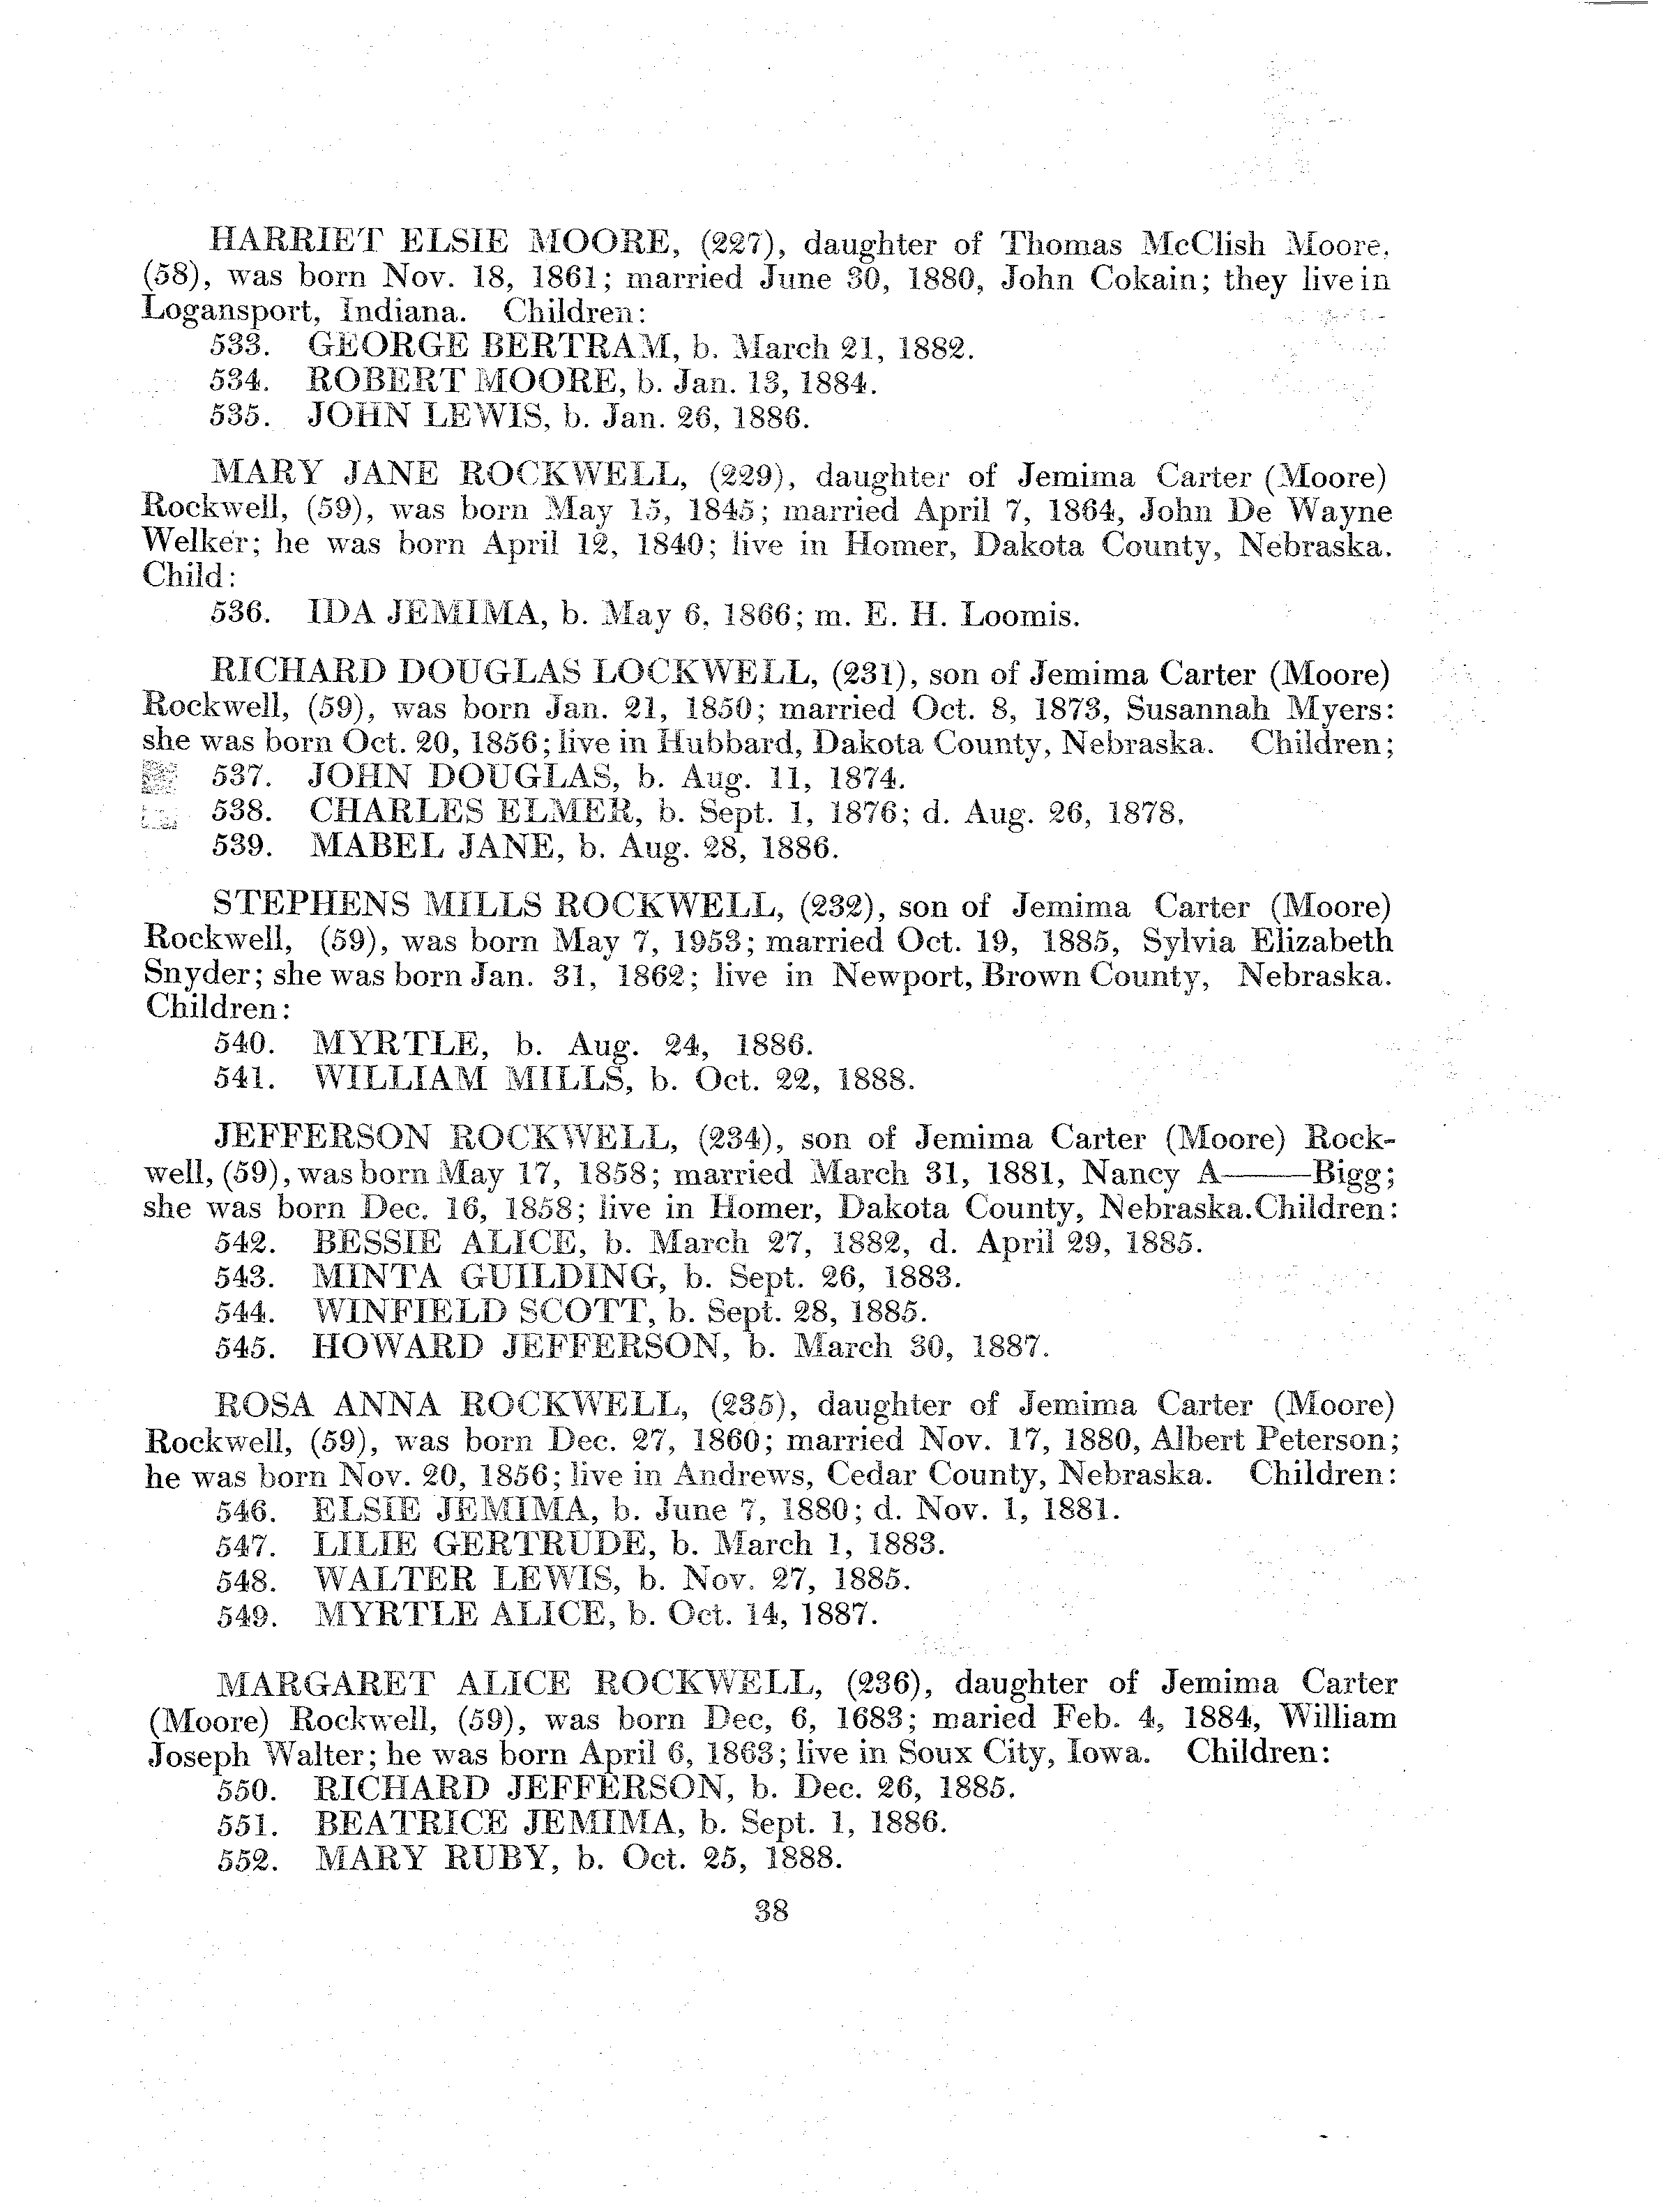 HARRIET ELSIE MOORE, (227), daughter of Thomas McClish Moore,
(58), was born Nov. 18, 1861; married June 30, 1880, John Cokain; they live in
Logansport, Indiana. Children:
533. GEORGE BERTRAM, b. March 21, 1882.
534. ROBERT MOORE, b. Jan. 13, 1884.
535. JOHN LEWIS, b. Jan. 26, 1886.
MARY JANE ROCKWELL, (229), daughter of Jemima Carter (Moore)
Rockwell, (59), was born May 15, 1845; married April 7, 1864, John De Wayne
Welker; he was born April 12, 1840; live in Homer, Dakota County, Nebraska.
Child:
536. IDA JEMIMA, b. May 6, 1866; m. E. H. Loomis.
RICHARD DOUGLAS LOCKWELL, (231), son of Jemima Carter (Moore)
Rockwell, (59), was born Jan. 21, 1850; married Oct. 8, 1873, Susannah Myers:
she was born Oct. 20, 1856; live in Hubbard, Dakota County, Nebraska. Children;
537. JOHN DOUGLAS, b. Aug. 11, 1874.
538. CHARLES ELMER, b. Sept. 1, 1876; d. Aug. 26, 1878,
539. MABEL JANE, b. Aug. 28, 1886.
STEPHENS MILLS ROCKWELL, (232), son of Jemima Carter (Moore)
Rockwell, (59), was born May 7, 1953; married Oct. 19, 1885, Sylvia Elizabeth
Snyder; she was born Jan. 31, 1862; live in Newport, Brown County, Nebraska.
Children:
540. MYRTLE, b. Aug. 24, 1886.
541. WILLIAM MILLS, b. Oct. 22, 1888.
JEFFERSON ROCKWELL, (234), son of Jemima Carter (Moore) Rock-
well, (59), was born May 17, 1858; married March 31, 1881, Nancy A——Bigg;
she was born Dec. 16, 1858; live in Homer, Dakota County, Nebraska. Children:
542. BESSIE ALICE, b. March 27, 1882, d. April 29, 1885.
543. MINTA GUILDING, b. Sept. 26, 1883.
544. WINFIELD SCOTT, b. Sept. 28, 1885.
545. HOWARD JEFFERSON, b. March 30, 1887.
ROSA ANNA ROCKWELL, (235), daughter of Jemima Carter (Moore)
Rockwell, (59), was born Dec. 27, 1860; married Nov. 17, 1880, Albert Peterson;
he was born Nov. 20, 1856; live in Andrews, Cedar County, Nebraska. Children:
546. ELSIE JEMIMA, b. June 7, 1880; d. Nov. 1, 1881.
547. LILIE GERTRUDE, b. March 1, 1883.
548. WALTER LEWIS, b. Nov. 27, 1885.
549. MYRTLE ALICE, b. Oct. 14, 1887.
MARGARET ALICE ROCKWELL, (236), daughter of Jemima Carter
(Moore) Rockwell, (59), was born Dec, 6, 1683; maried Feb. 4, 1884, William
Joseph Walter; he was born April 6, 1863; live in Soux City, Iowa. Children:
550. RICHARD JEFFERSON, b. Dec. 26, 1885.
551. BEATRICE JEMIMA, b. Sept. 1, 1886.
552. MARY RUBY, b. Oct. 25, 1888.
38